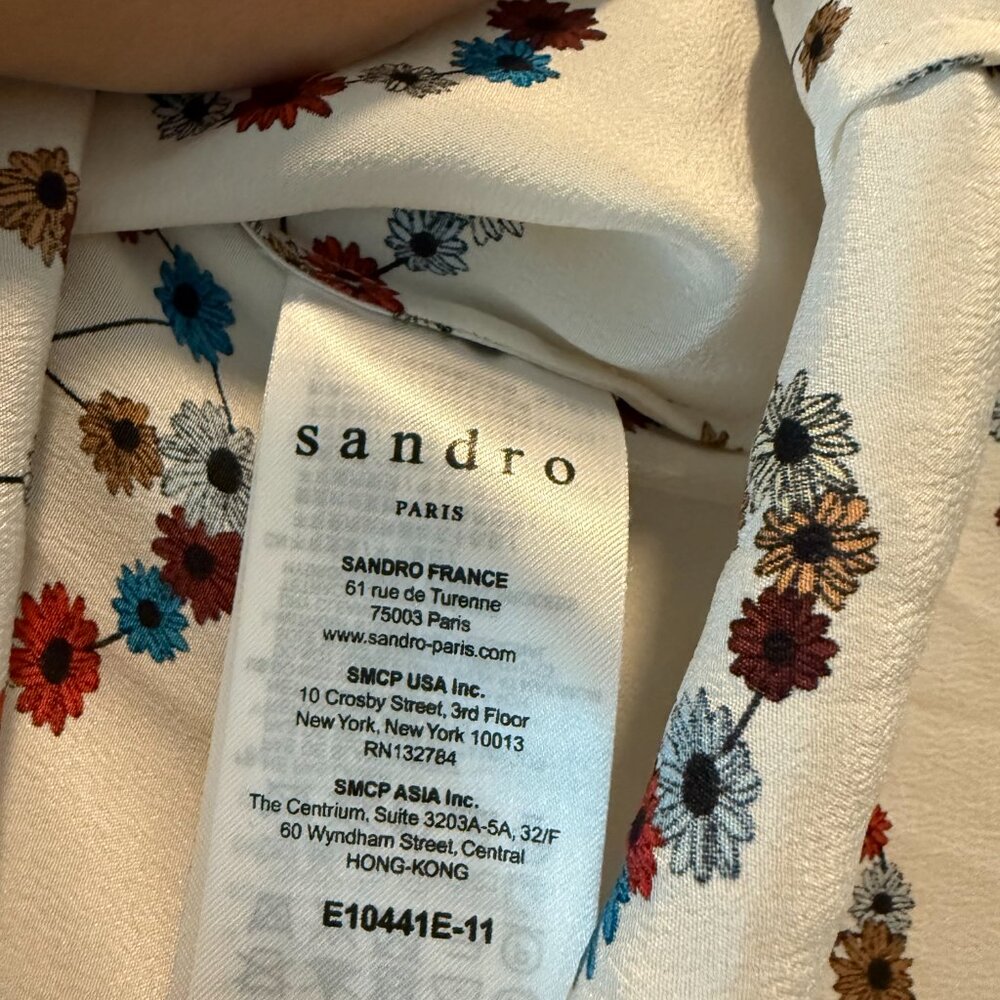 sandro
PARIS
SANDRO FRANCE
61 rue de Turenne
75003 Paris
www.sandro-paris.com
SMCP USA Inc.
10 Crosby Street, 3rd Floor
New York, New York 10013
RN132784
SMCP ASIA Inc.
The Centrium, Suite 3203A-5A, 32/F
60 Wyndham Street, Central
HONG-KONG
E10441E-11